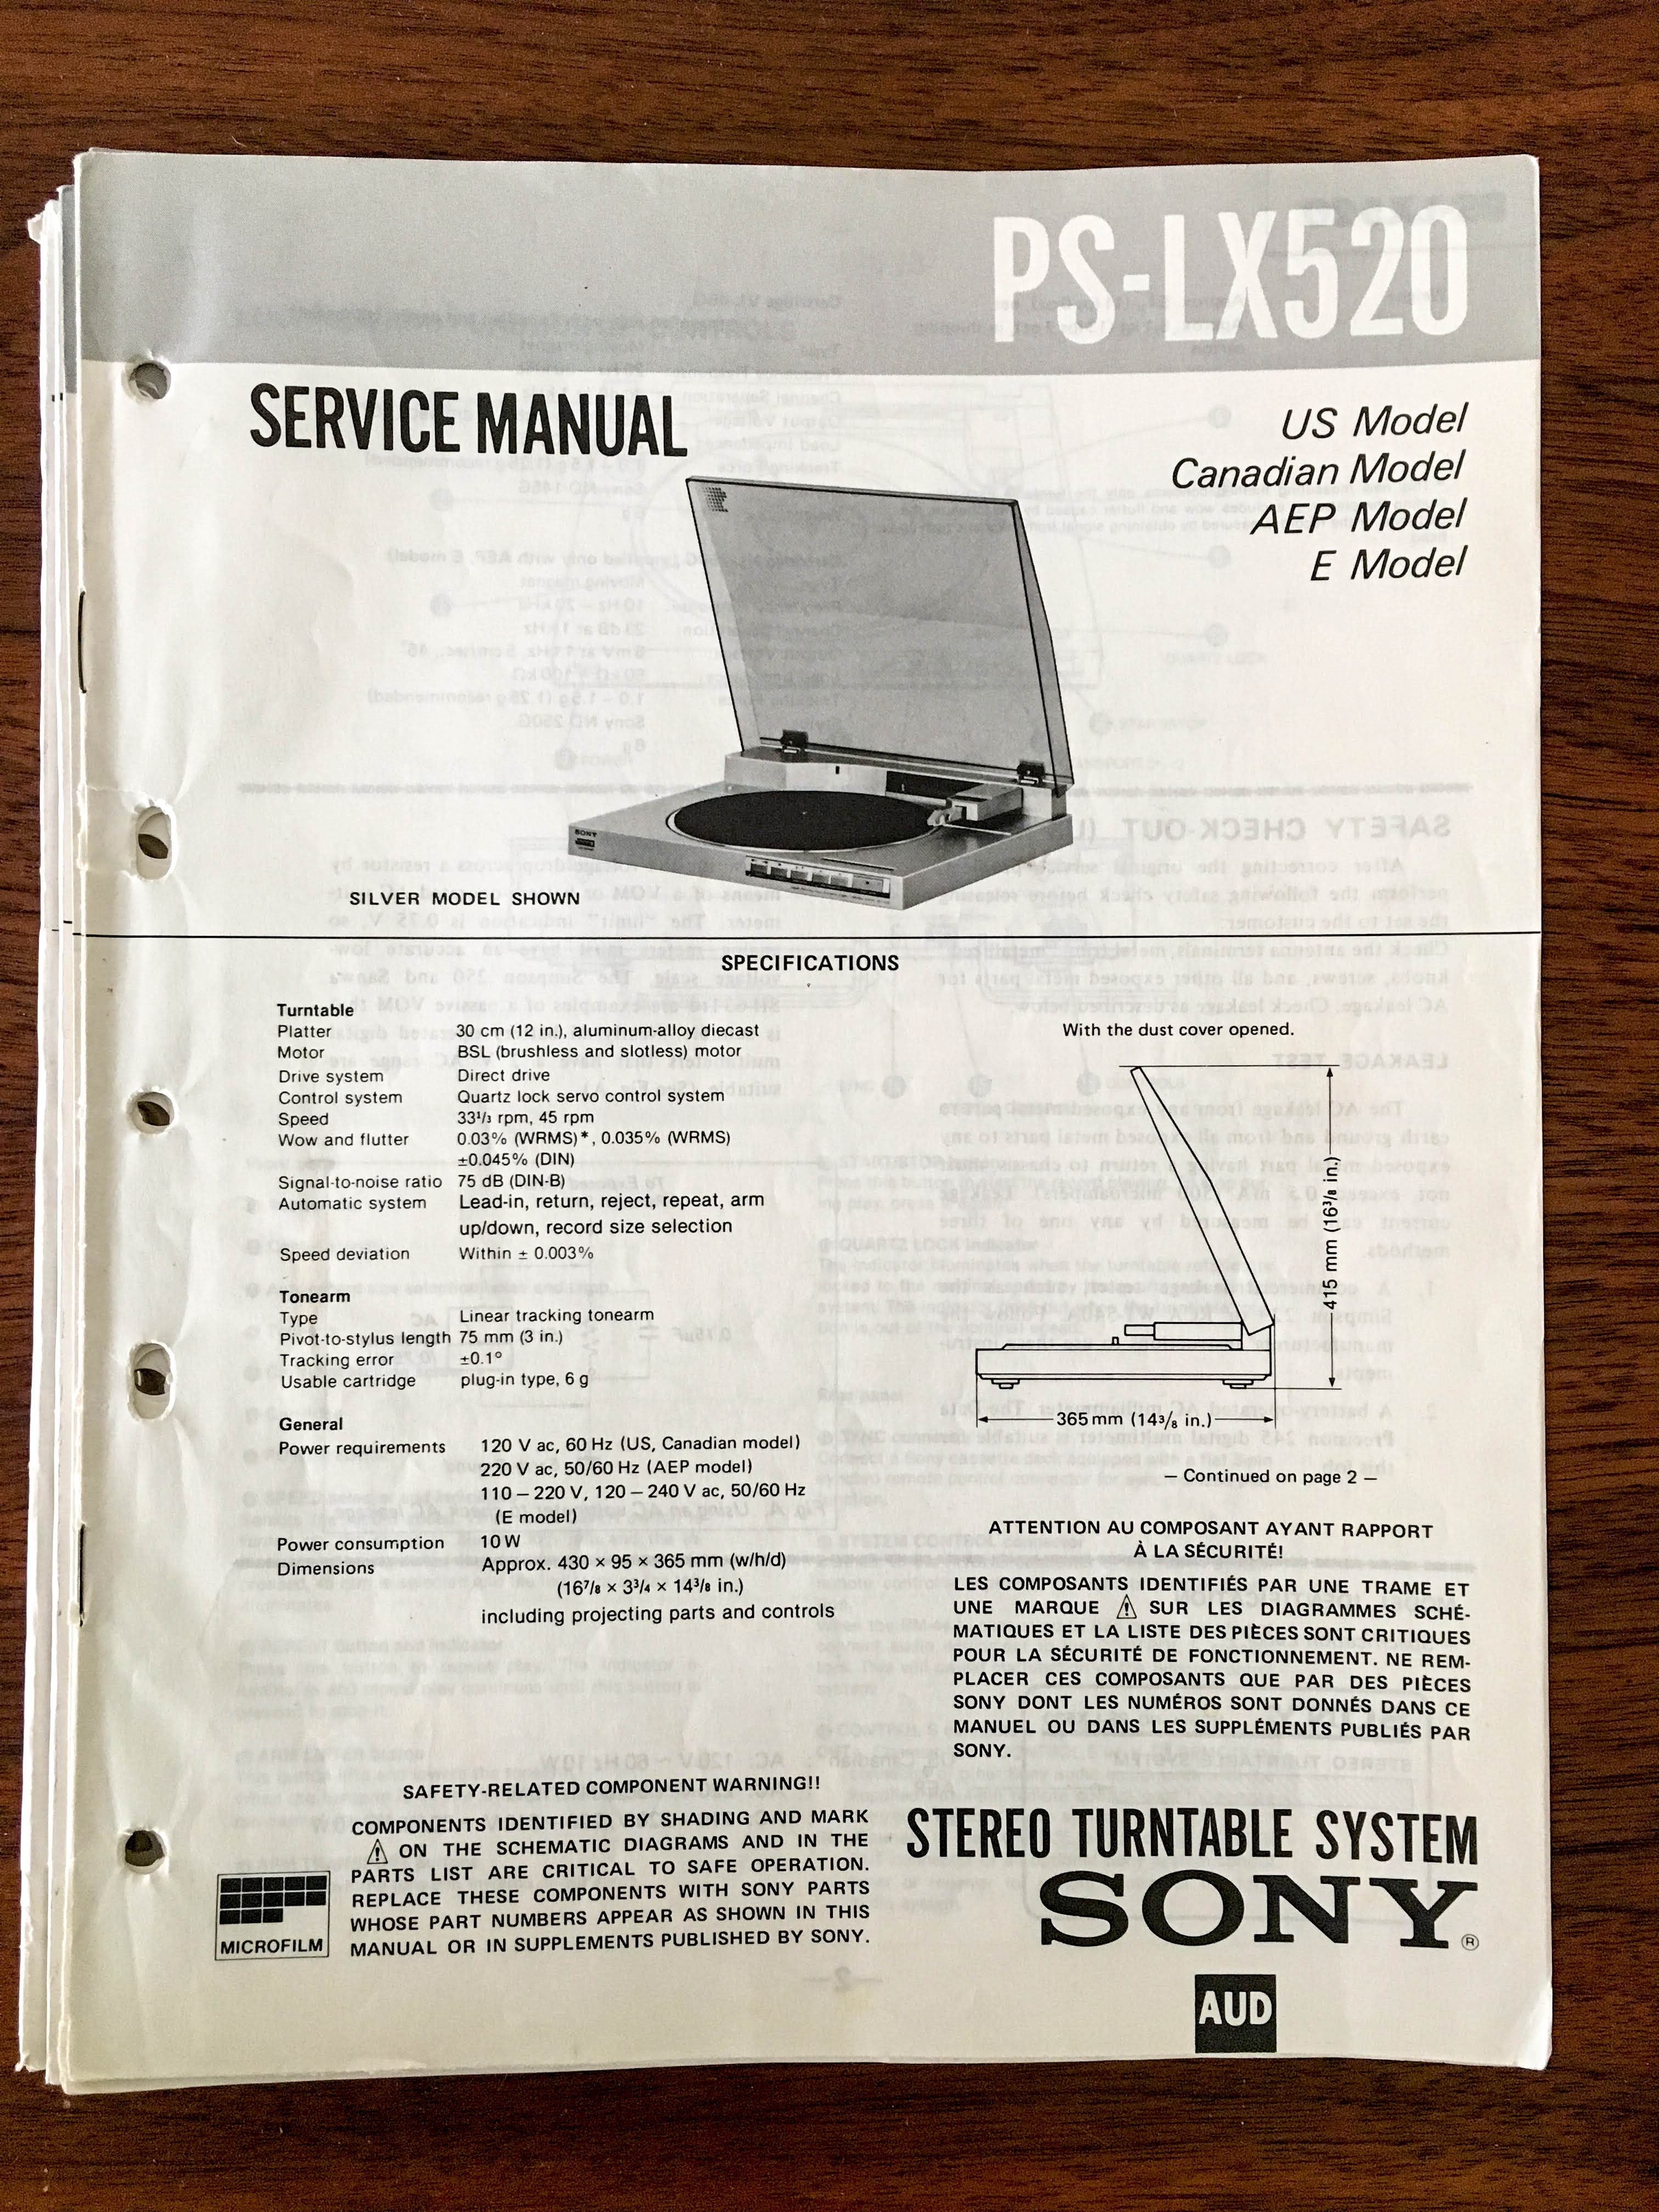 PS-LX520
SERVICE MANUAL
US Model
Canadian Model
AEP Model
E Model
SONY
SILVER MODEL SHOWN
SPECIFICATIONS
Turntable
Platter 30 cm (12 in.), aluminum-alloy diecast
Motor BSL (brushless and slotless) motor
Drive system Direct drive
Control system Quartz lock servo control system
Speed 33¹/₃ rpm, 45 rpm
Wow and flutter 0.03% (WRMS)*, 0.035% (WRMS)
±0.045% (DIN)
Signal-to-noise ratio 75 dB (DIN-B)
Automatic system Lead-in, return, reject, repeat, arm
up/down, record size selection
Speed deviation Within ± 0.003%
Tonearm
Type Linear tracking tonearm
Pivot-to-stylus length 75 mm (3 in.)
Tracking error ±0.1°
Usable cartridge plug-in type, 6 g
General
Power requirements 120 V ac, 60 Hz (US, Canadian model)
220 V ac, 50/60 Hz (AEP model)
110 – 220 V, 120 – 240 V ac, 50/60 Hz
(E model)
Power consumption 10 W
Dimensions Approx. 430 × 95 × 365 mm (w/h/d)
(16⁷/₈ × 3³/₄ × 14³/₈ in.)
including projecting parts and controls
With the dust cover opened.
415 mm (16³/₈ in.)
365 mm (14³/₈ in.)
– Continued on page 2 –
ATTENTION AU COMPOSANT AYANT RAPPORT
À LA SÉCURITÉ!
LES COMPOSANTS IDENTIFIÉS PAR UNE TRAME ET
UNE MARQUE ⚠ SUR LES DIAGRAMMES SCHÉ-
MATIQUES ET LA LISTE DES PIÈCES SONT CRITIQUES
POUR LA SÉCURITÉ DE FONCTIONNEMENT. NE REM-
PLACER CES COMPOSANTS QUE PAR DES PIÈCES
SONY DONT LES NUMÉROS SONT DONNÉS DANS CE
MANUEL OU DANS LES SUPPLÉMENTS PUBLIÉS PAR
SONY.
SAFETY-RELATED COMPONENT WARNING!!
COMPONENTS IDENTIFIED BY SHADING AND MARK
⚠ ON THE SCHEMATIC DIAGRAMS AND IN THE
PARTS LIST ARE CRITICAL TO SAFE OPERATION.
REPLACE THESE COMPONENTS WITH SONY PARTS
WHOSE PART NUMBERS APPEAR AS SHOWN IN THIS
MANUAL OR IN SUPPLEMENTS PUBLISHED BY SONY.
MICROFILM
STEREO TURNTABLE SYSTEM
SONY®
AUD